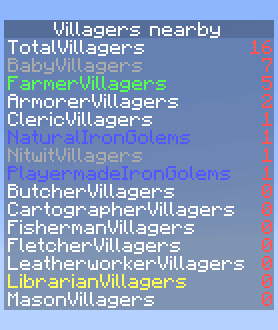 Villagers nearby
TotalVillagers 16
BabyVillagers 7
FarmerVillagers 5
ArmorerVillagers 2
ClericVillagers 1
NaturalIronGolems 1
NitwitVillagers 1
PlayermadeIronGolems 1
ButcherVillagers 0
CartographerVillagers 0
FishermanVillagers 0
FletcherVillagers 0
LeatherworkerVillagers 0
LibrarianVillagers 0
MasonVillagers 0